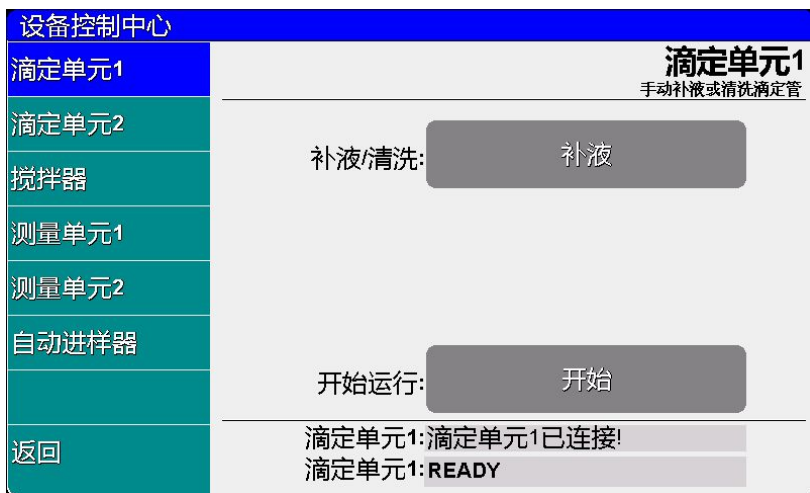 设备控制中心
滴定单元1
滴定单元2
搅拌器
测量单元1
测量单元2
自动进样器
返回
滴定单元1
手动补液或清洗滴定管
补液/清洗: 补液
开始运行: 开始
滴定单元1: 滴定单元1已连接!
滴定单元1: READY